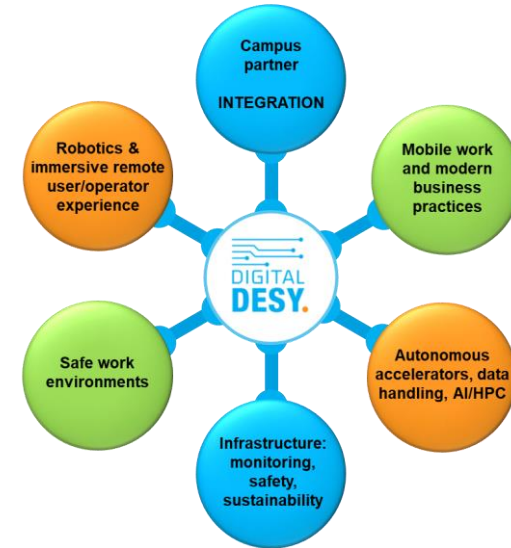 Campus
partner
INTEGRATION
Robotics &
immersive remote
user/operator
experience
Mobile work
and modern
business
practices
DIGITAL
DESY.
Safe work
environments
Autonomous
accelerators, data
handling, AI/HPC
Infrastructure:
monitoring,
safety,
sustainability